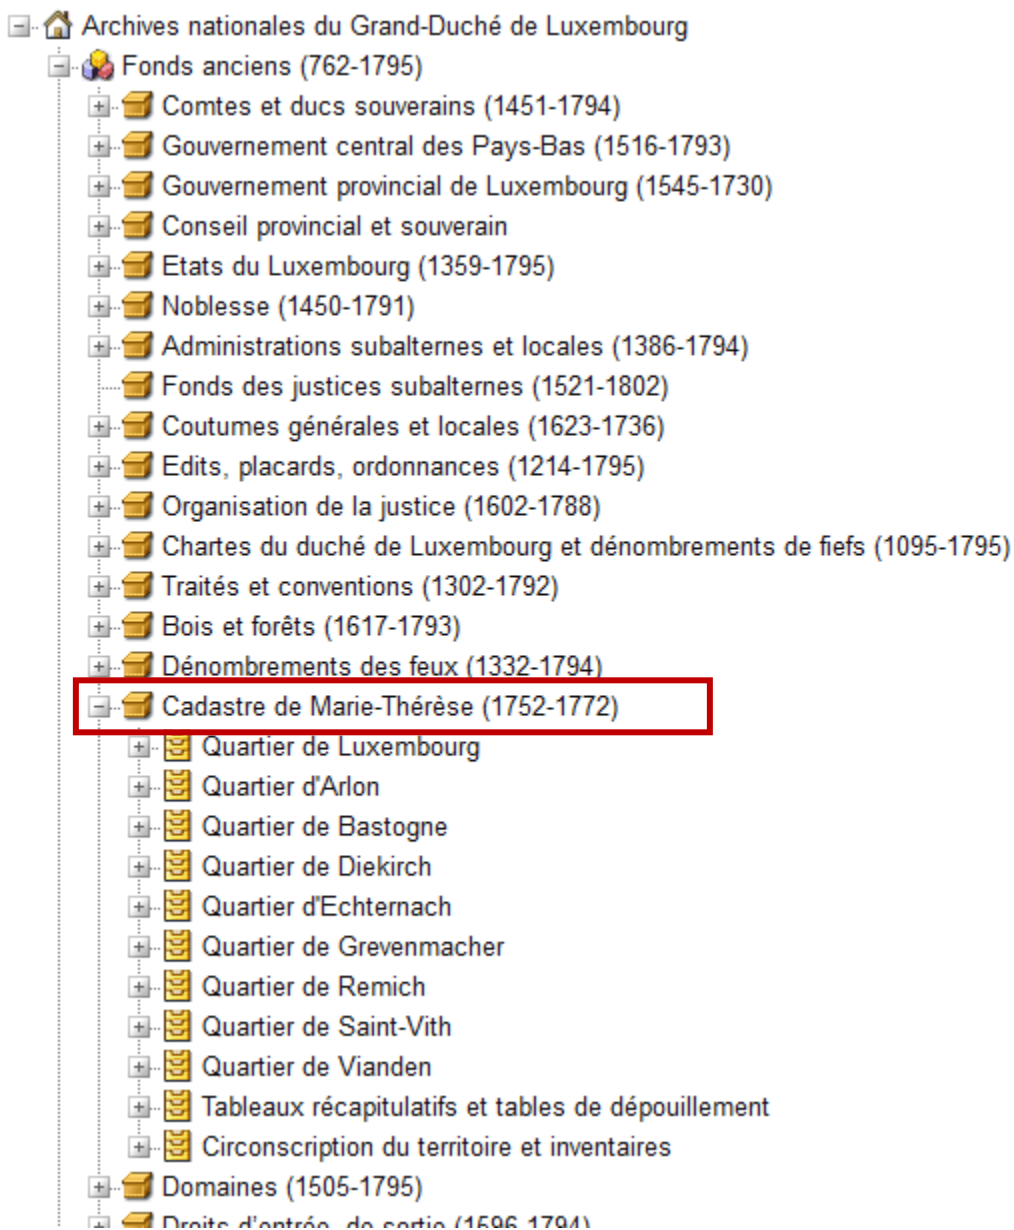 Archives nationales du Grand-Duché de Luxembourg
Fonds anciens (762-1795)
Comtes et ducs souverains (1451-1794)
Gouvernement central des Pays-Bas (1516-1793)
Gouvernement provincial de Luxembourg (1545-1730)
Conseil provincial et souverain
Etats du Luxembourg (1359-1795)
Noblesse (1450-1791)
Administrations subalternes et locales (1386-1794)
Fonds des justices subalternes (1521-1802)
Coutumes générales et locales (1623-1736)
Edits, placards, ordonnances (1214-1795)
Organisation de la justice (1602-1788)
Chartes du duché de Luxembourg et dénombrements de fiefs (1095-1795)
Traités et conventions (1302-1792)
Bois et forêts (1617-1793)
Dénombrements des feux (1332-1794)
Cadastre de Marie-Thérèse (1752-1772)
Quartier de Luxembourg
Quartier d'Arlon
Quartier de Bastogne
Quartier de Diekirch
Quartier d'Echternach
Quartier de Grevenmacher
Quartier de Remich
Quartier de Saint-Vith
Quartier de Vianden
Tableaux récapitulatifs et tables de dépouillement
Circonscription du territoire et inventaires
Domaines (1505-1795)
Droits d'entrée, de sortie (1596-1794)